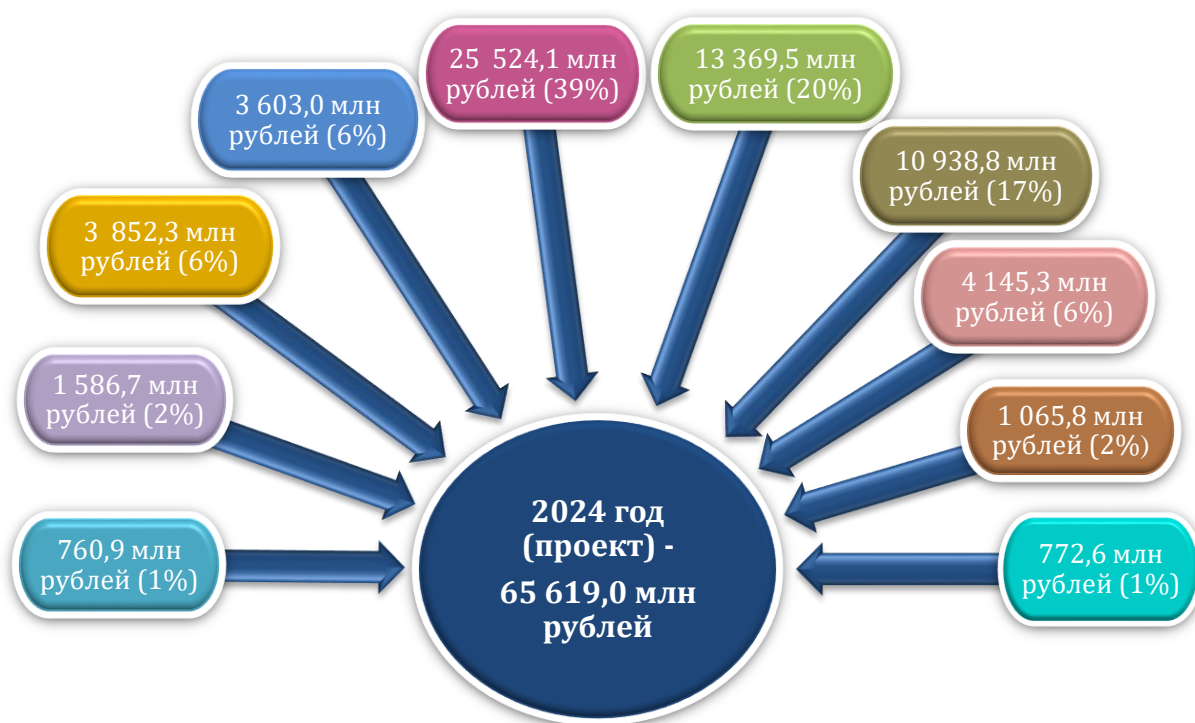 25 524,1 млн
рублей (39%)
13 369,5 млн
рублей (20%)
3 603,0 млн
рублей (6%)
10 938,8 млн
рублей (17%)
3 852,3 млн
рублей (6%)
4 145,3 млн
рублей (6%)
1 586,7 млн
рублей (2%)
1 065,8 млн
рублей (2%)
2024 год
(проект) -
65 619,0 млн
рублей
760,9 млн
рублей (1%)
772,6 млн
рублей (1%)